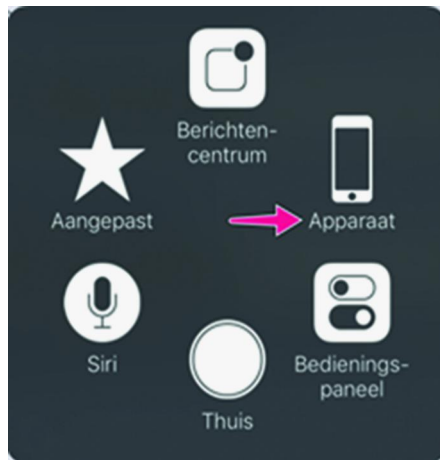 Berichten-
centrum
Aangepast
Apparaat
Siri
Bedienings-
paneel
Thuis